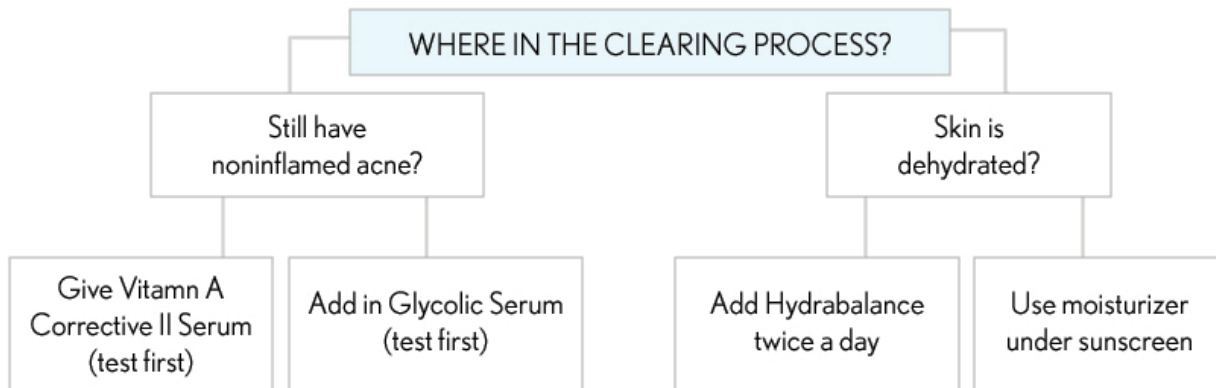 WHERE IN THE CLEARING PROCESS?
Still have
noninflamed acne?
Skin is
dehydrated?
Give Vitamn A
Corrective II Serum
(test first)
Add in Glycolic Serum
(test first)
Add Hydrabalance
twice a day
Use moisturizer
under sunscreen